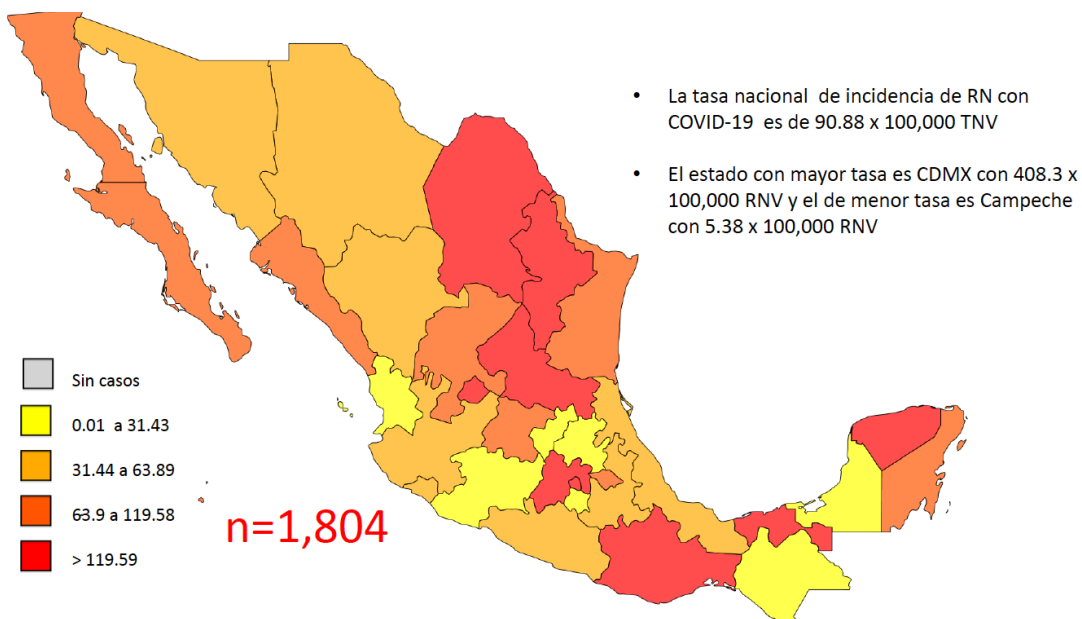 • La tasa nacional de incidencia de RN con
COVID-19 es de 90.88 x 100,000 TNV
• El estado con mayor tasa es CDMX con 408.3 x
100,000 RNV y el de menor tasa es Campeche
con 5.38 x 100,000 RNV
Sin casos
0.01 a 31.43
31.44 a 63.89
63.9 a 119.58
> 119.59
n=1,804